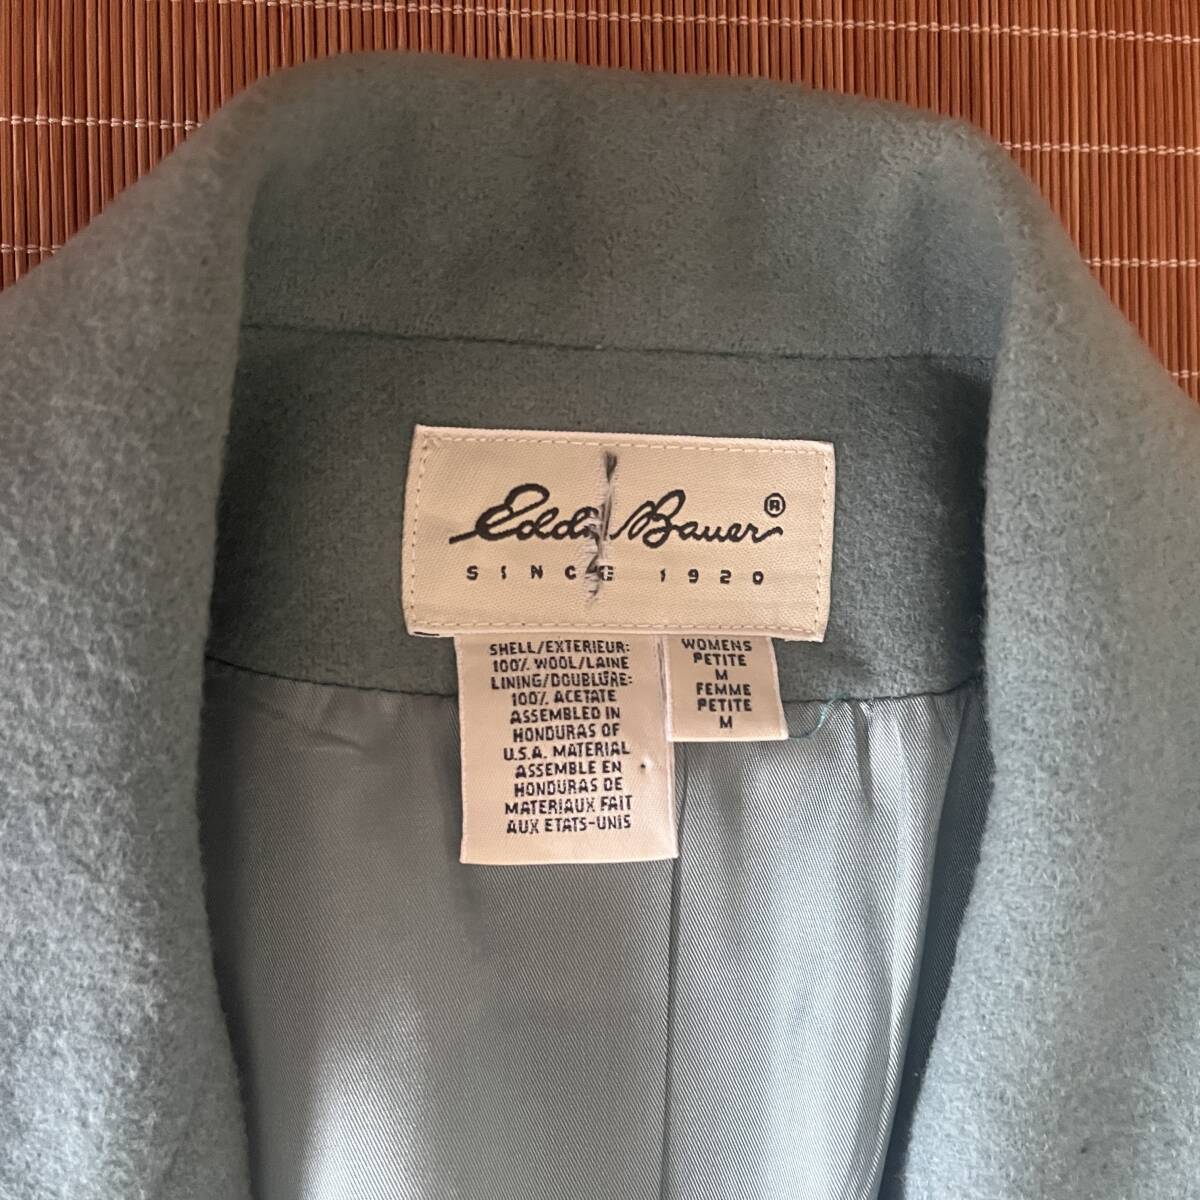 Eddie Bauer®
SINCE 1920
SHELL/EXTERIEUR:
100% WOOL/LAINE
LINING/DOUBLURE:
100% ACETATE
ASSEMBLED IN
HONDURAS OF
U.S.A. MATERIAL
ASSEMBLE EN
HONDURAS DE
MATERIAUX FAIT
AUX ETATS-UNIS
WOMENS
PETITE
M
FEMME
PETITE
M